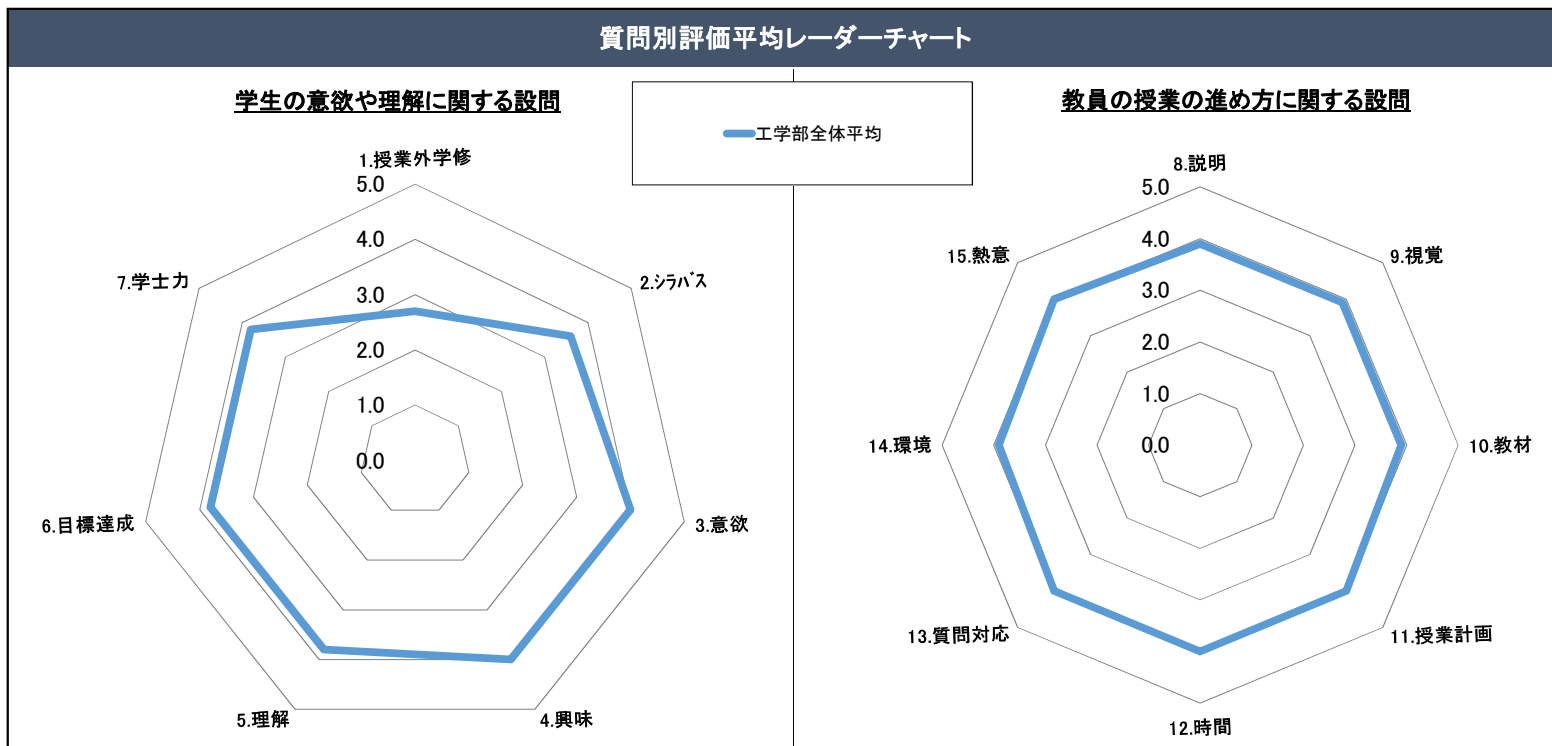 質問別評価平均レーダーチャート
学生の意欲や理解に関する設問
工学部全体平均
教員の授業の進め方に関する設問
1.授業外学修
5.0
4.0
3.0
2.0
1.0
0.0
2.シラバス
3.意欲
4.興味
5.理解
6.目標達成
7.学士力
8.説明
5.0
4.0
3.0
2.0
1.0
0.0
9.視覚
10.教材
11.授業計画
12.時間
13.質問対応
14.環境
15.熱意